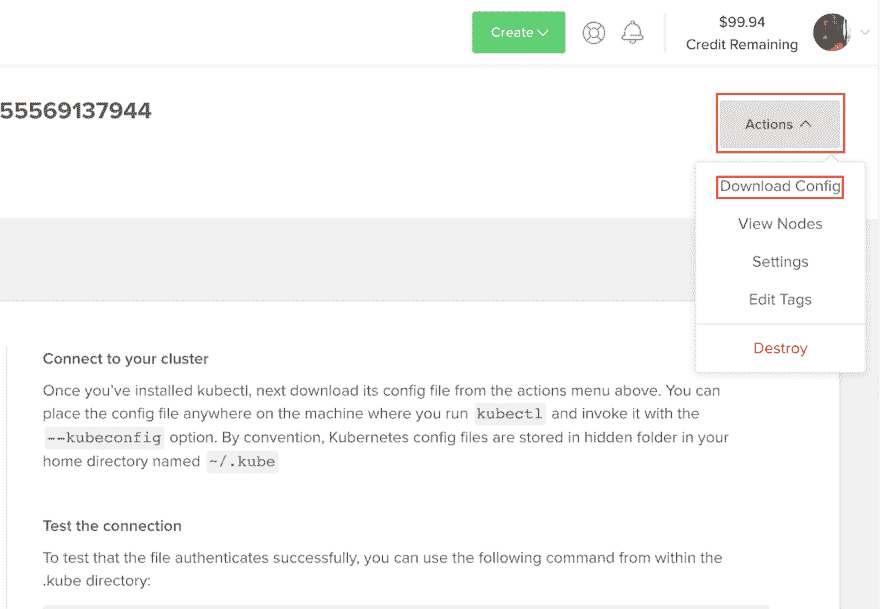 Create
$99.94
Credit Remaining
55569137944
Actions
Download Config
View Nodes
Settings
Edit Tags
Destroy
Connect to your cluster
Once you've installed kubectl, next download its config file from the actions menu above. You can
place the config file anywhere on the machine where you run kubectl and invoke it with the
--kubeconfig option. By convention, Kubernetes config files are stored in hidden folder in your
home directory named ~/.kube
Test the connection
To test that the file authenticates successfully, you can use the following command from within the
.kube directory: